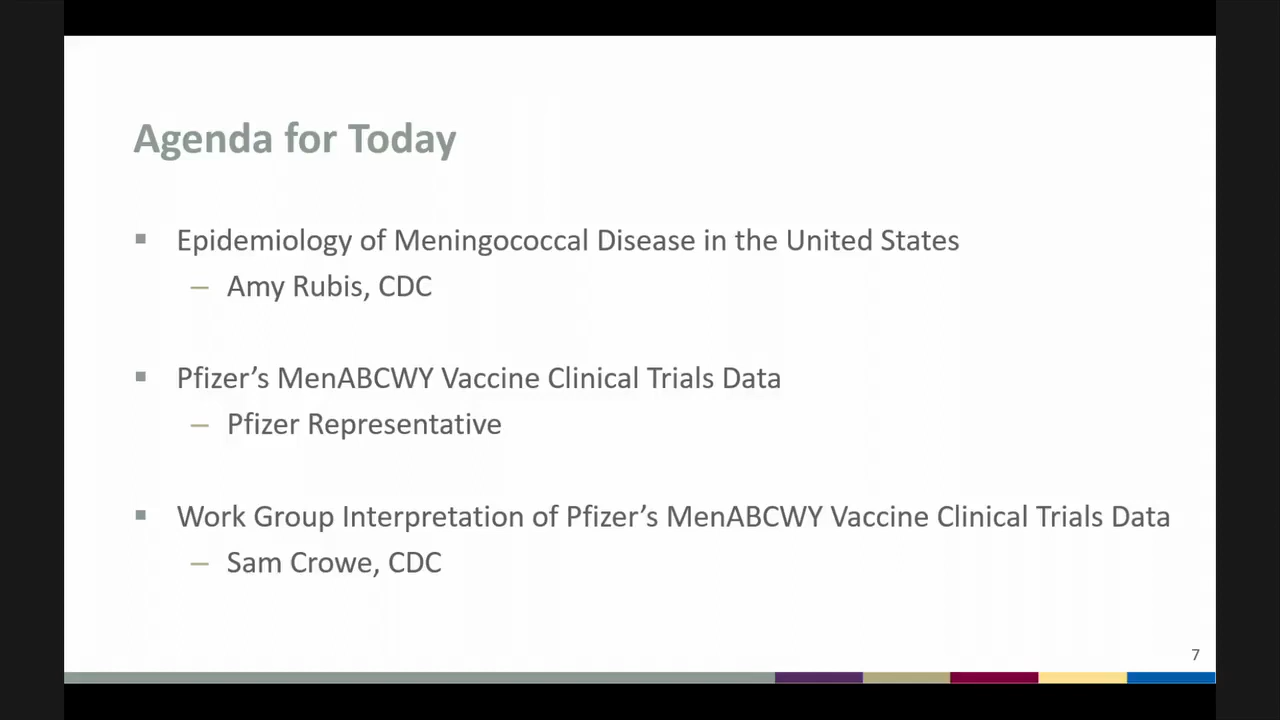 Agenda for Today
▪ Epidemiology of Meningococcal Disease in the United States
– Amy Rubis, CDC
▪ Pfizer’s MenABCWY Vaccine Clinical Trials Data
– Pfizer Representative
▪ Work Group Interpretation of Pfizer’s MenABCWY Vaccine Clinical Trials Data
– Sam Crowe, CDC
7